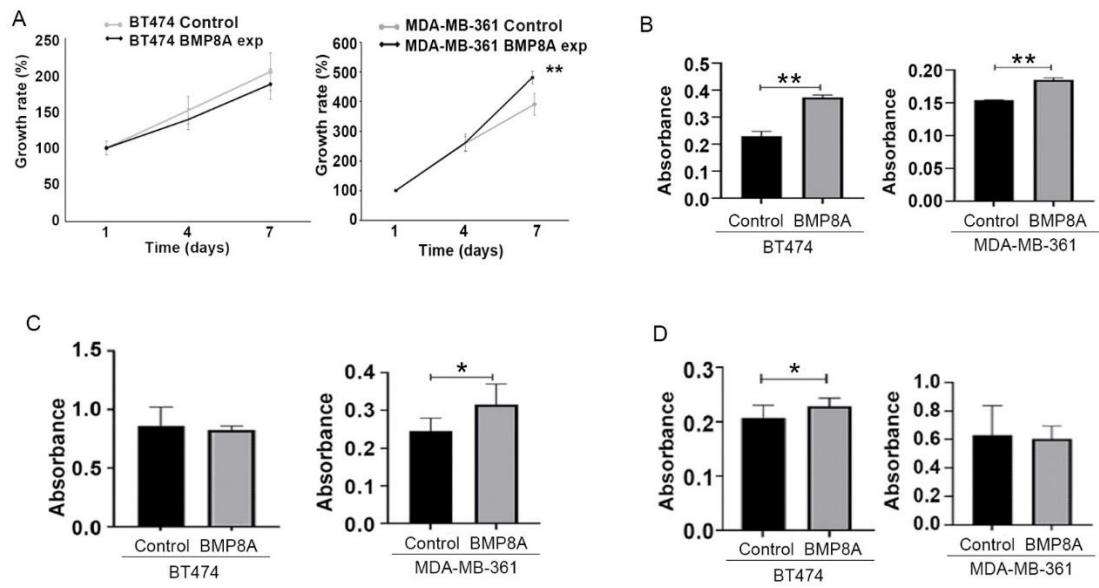 A
BT474 Control
BT474 BMP8A exp
Growth rate (%)
250
200
150
100
50
0
1 4 7
Time (days)
MDA-MB-361 Control
MDA-MB-361 BMP8A exp
**
Growth rate (%)
600
500
400
300
200
100
0
1 4 7
Time (days)
B
Absorbance
0.5
0.4
0.3
0.2
0.1
**
Control BMP8A
BT474
Absorbance
0.20
0.15
0.10
0.05
0.00
**
Control BMP8A
MDA-MB-361
C
Absorbance
1.5
1.0
0.5
0.0
Control BMP8A
BT474
Absorbance
0.4
0.3
0.2
0.1
0.0
*
Control BMP8A
MDA-MB-361
D
Absorbance
0.3
0.2
0.2
0.1
0.0
*
Control BMP8A
BT474
Absorbance
1.0
0.8
0.6
0.4
0.2
0.0
Control BMP8A
MDA-MB-361